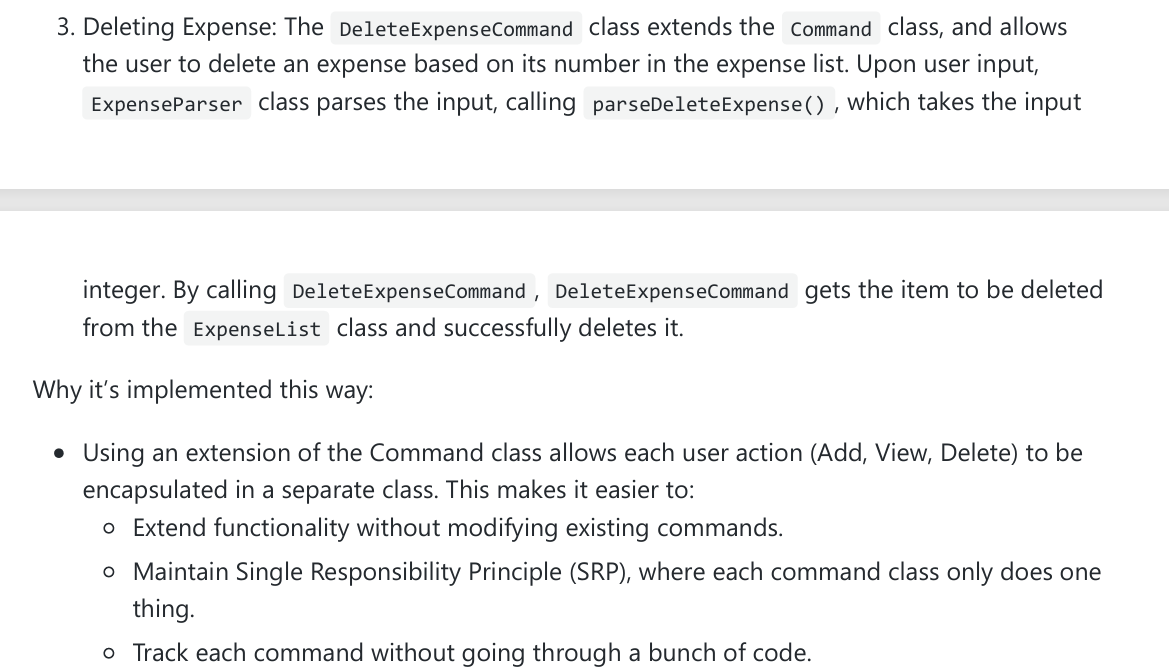 3. Deleting Expense: The DeleteExpenseCommand class extends the Command class, and allows
the user to delete an expense based on its number in the expense list. Upon user input,
ExpenseParser class parses the input, calling parseDeleteExpense() , which takes the input
integer. By calling DeleteExpenseCommand , DeleteExpenseCommand gets the item to be deleted
from the ExpenseList class and successfully deletes it.
Why it’s implemented this way:
• Using an extension of the Command class allows each user action (Add, View, Delete) to be
encapsulated in a separate class. This makes it easier to:
○ Extend functionality without modifying existing commands.
○ Maintain Single Responsibility Principle (SRP), where each command class only does one
thing.
○ Track each command without going through a bunch of code.